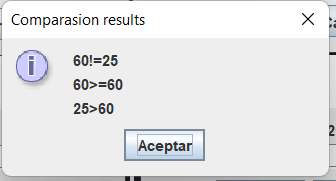 Comparasion results
60!=25
60>=60
25>60
Aceptar